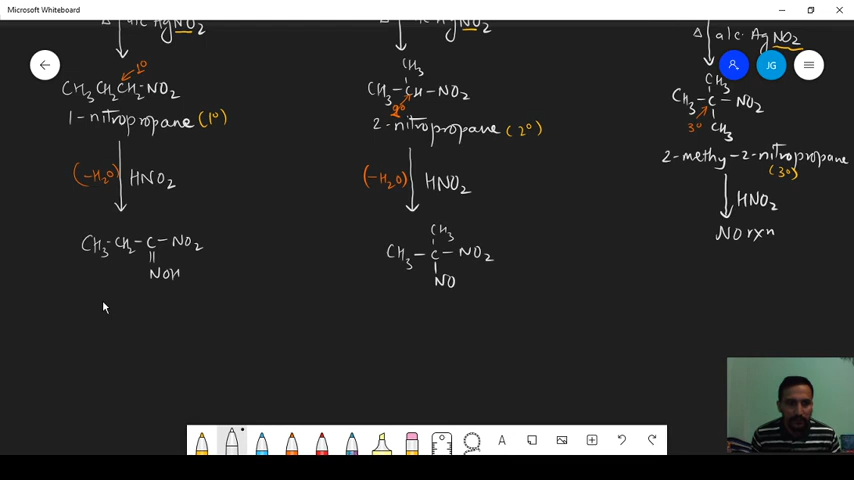 Microsoft Whiteboard
Δ alc. AgNO2
CH3CH2CH2-NO2
1°
1-nitropropane (1°)
(-H2O) HNO2
CH3-CH2-C-NO2
NOH
Δ alc AgNO2
CH3
CH3-CH-NO2
2°
2-nitropropane (2°)
(-H2O) HNO2
CH3
CH3-C-NO2
NO
Δ alc. AgNO2
JG
CH3
CH3-C-NO2
3° CH3
2-methy-2-nitropropane
(3°)
HNO2
NO rxn
A